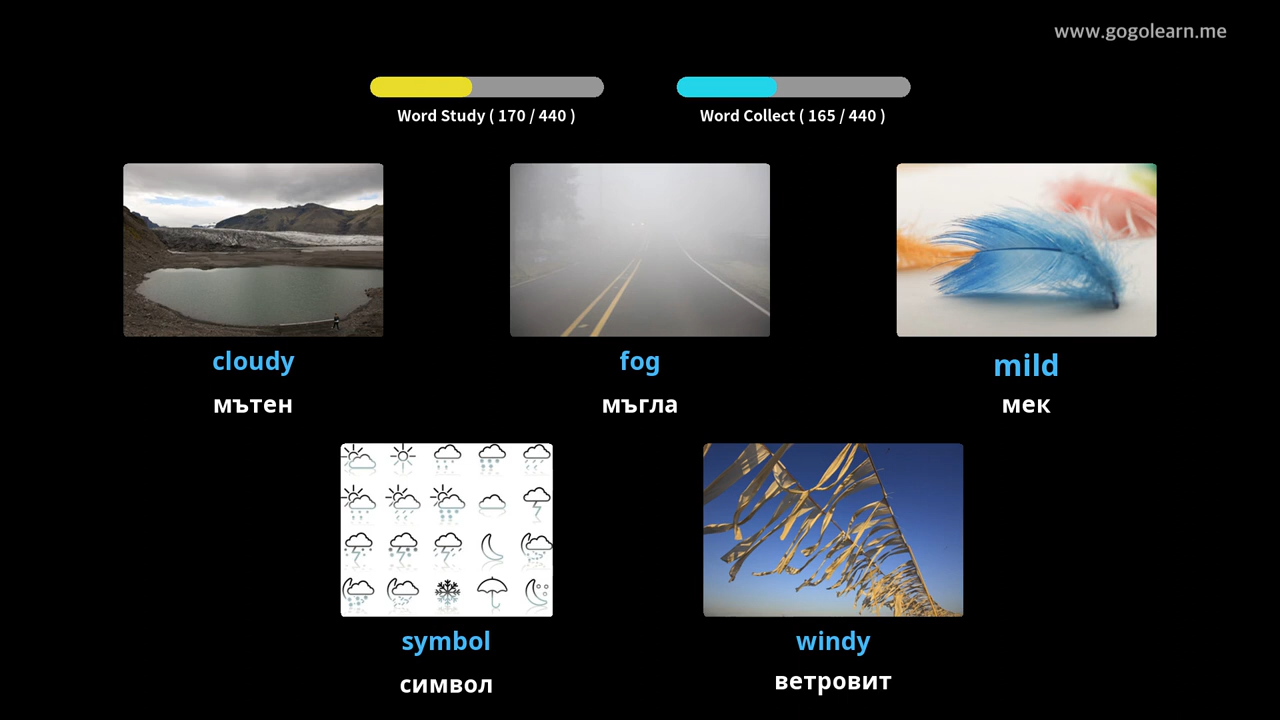 www.gogolearn.me
Word Study ( 170 / 440 )
Word Collect ( 165 / 440 )
cloudy
мътен
fog
мъгла
mild
мек
symbol
символ
windy
ветровит